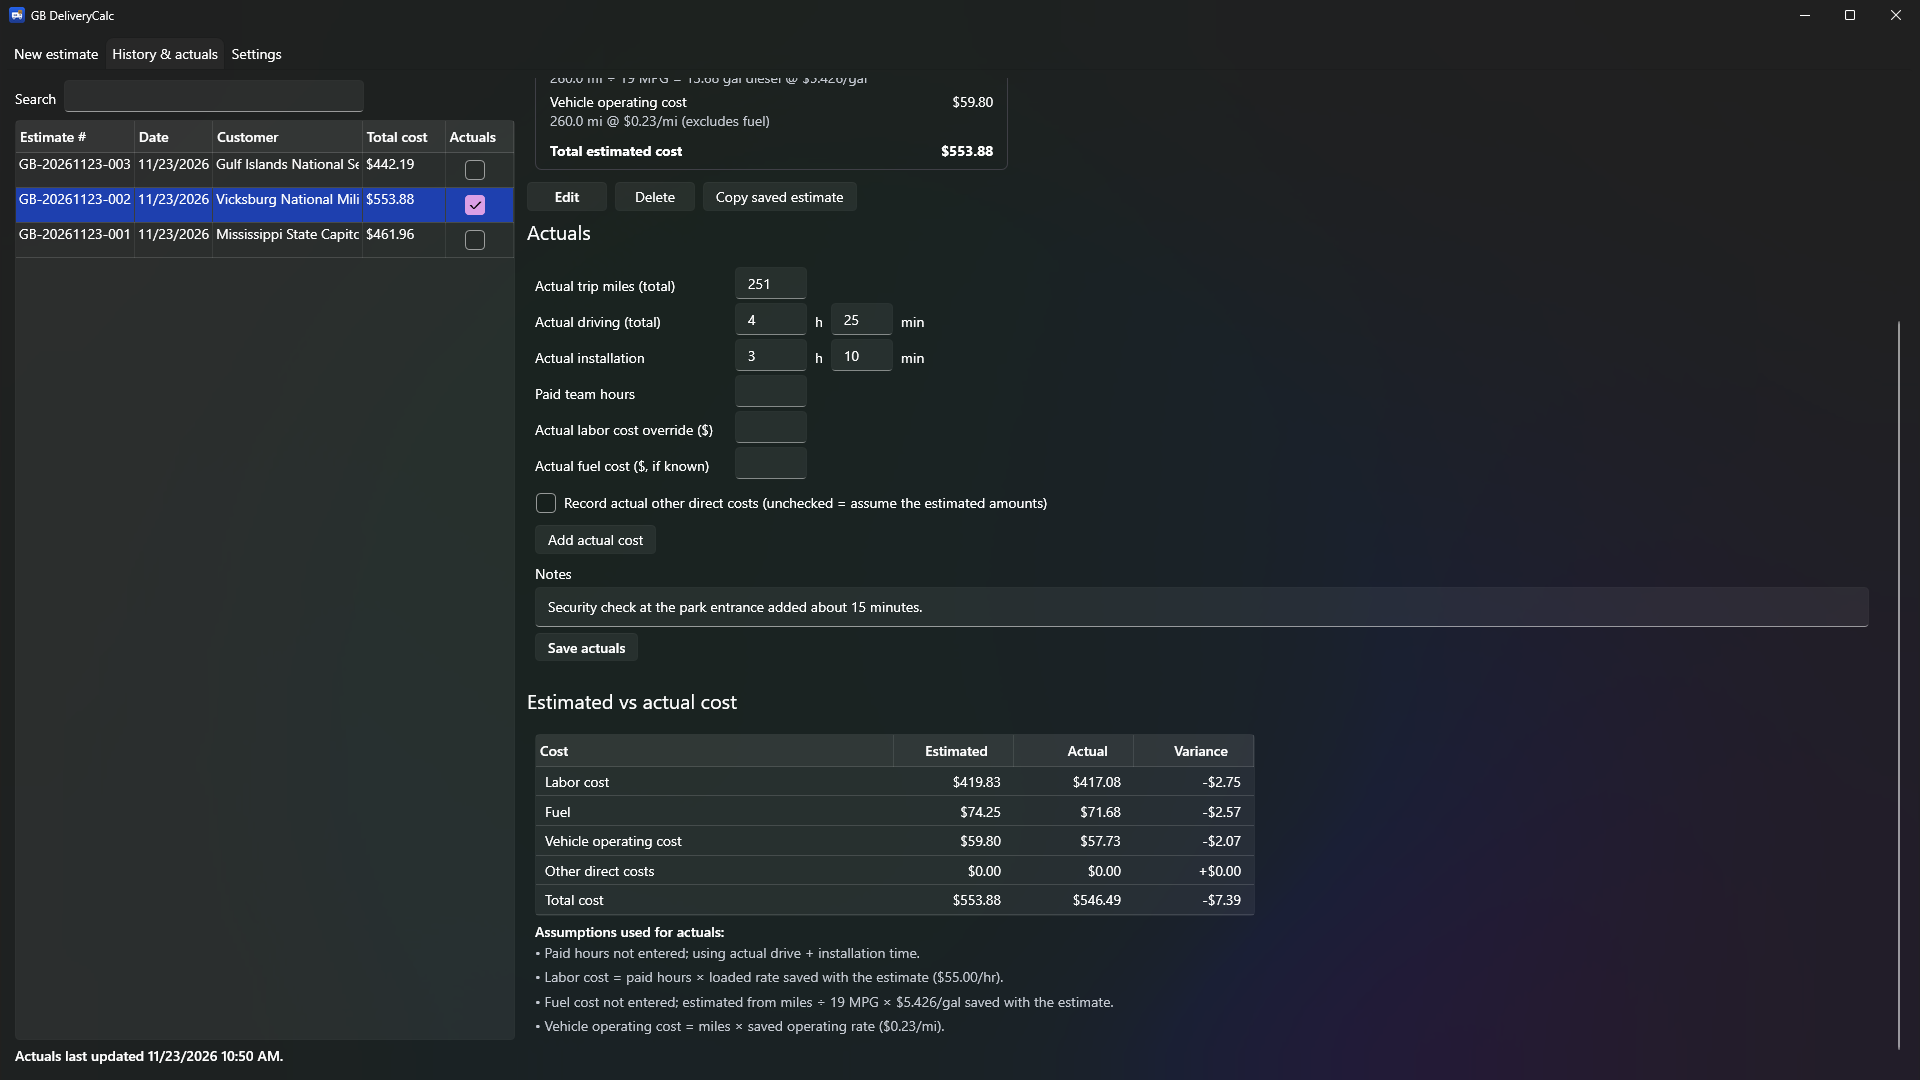 GB DeliveryCalc
New estimate History & actuals Settings
Search
Estimate # Date Customer Total cost Actuals
GB-20261123-003 11/23/2026 Gulf Islands National Se $442.19
GB-20261123-002 11/23/2026 Vicksburg National Mili $553.88
GB-20261123-001 11/23/2026 Mississippi State Capitc $461.96
260.0 mi ÷ 19 MPG = 13.68 gal diesel @ $5.426/gal
Vehicle operating cost $59.80
260.0 mi @ $0.23/mi (excludes fuel)
Total estimated cost $553.88
Edit Delete Copy saved estimate
Actuals
Actual trip miles (total) 251
Actual driving (total) 4 h 25 min
Actual installation 3 h 10 min
Paid team hours
Actual labor cost override ($)
Actual fuel cost ($, if known)
Record actual other direct costs (unchecked = assume the estimated amounts)
Add actual cost
Notes
Security check at the park entrance added about 15 minutes.
Save actuals
Estimated vs actual cost
Cost Estimated Actual Variance
Labor cost $419.83 $417.08 -$2.75
Fuel $74.25 $71.68 -$2.57
Vehicle operating cost $59.80 $57.73 -$2.07
Other direct costs $0.00 $0.00 +$0.00
Total cost $553.88 $546.49 -$7.39
Assumptions used for actuals:
• Paid hours not entered; using actual drive + installation time.
• Labor cost = paid hours × loaded rate saved with the estimate ($55.00/hr).
• Fuel cost not entered; estimated from miles ÷ 19 MPG × $5.426/gal saved with the estimate.
• Vehicle operating cost = miles × saved operating rate ($0.23/mi).
Actuals last updated 11/23/2026 10:50 AM.